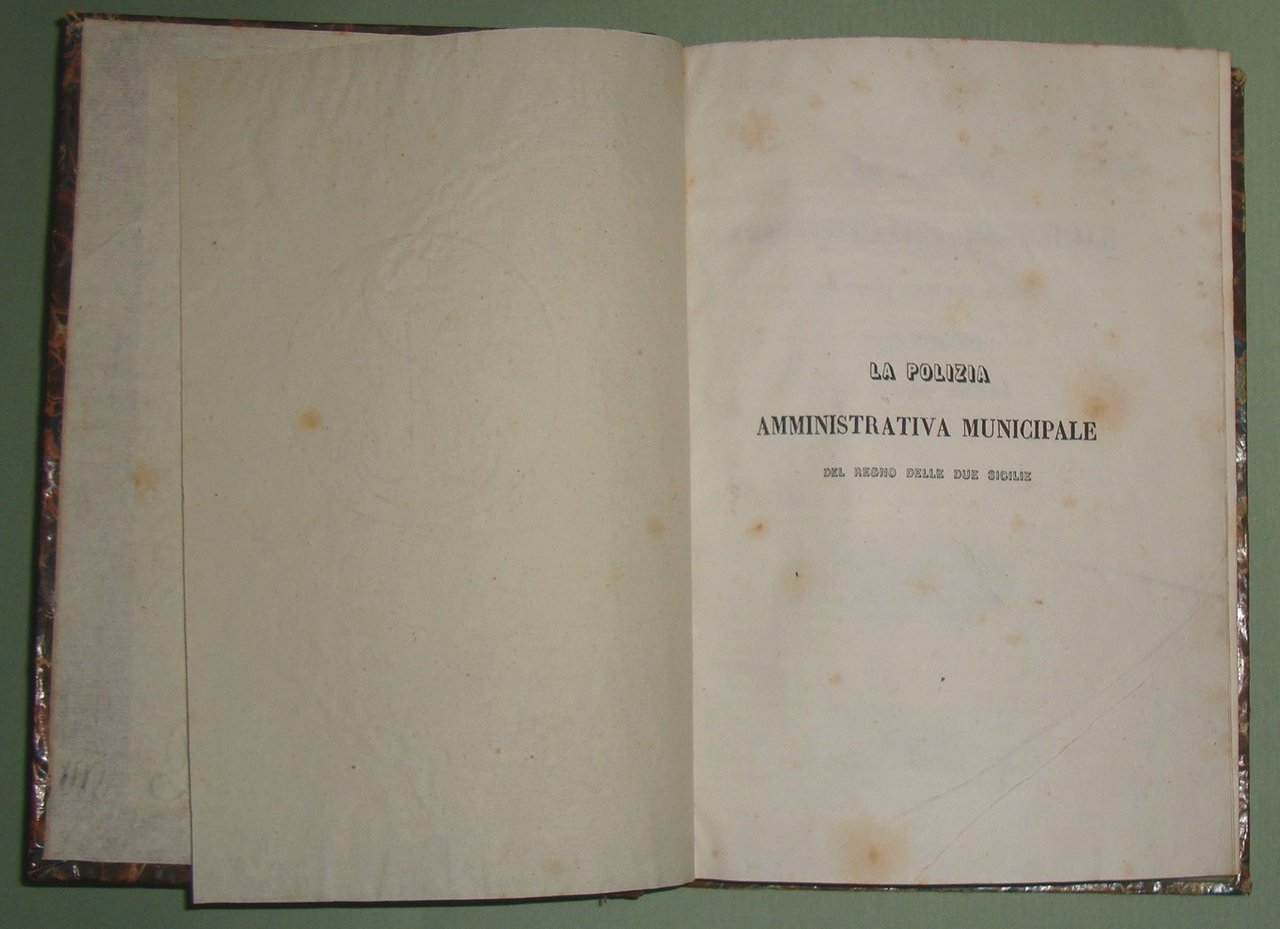 LA POLIZIA
AMMINISTRATIVA MUNICIPALE
DEL REGNO DELLE DUE SICILIE